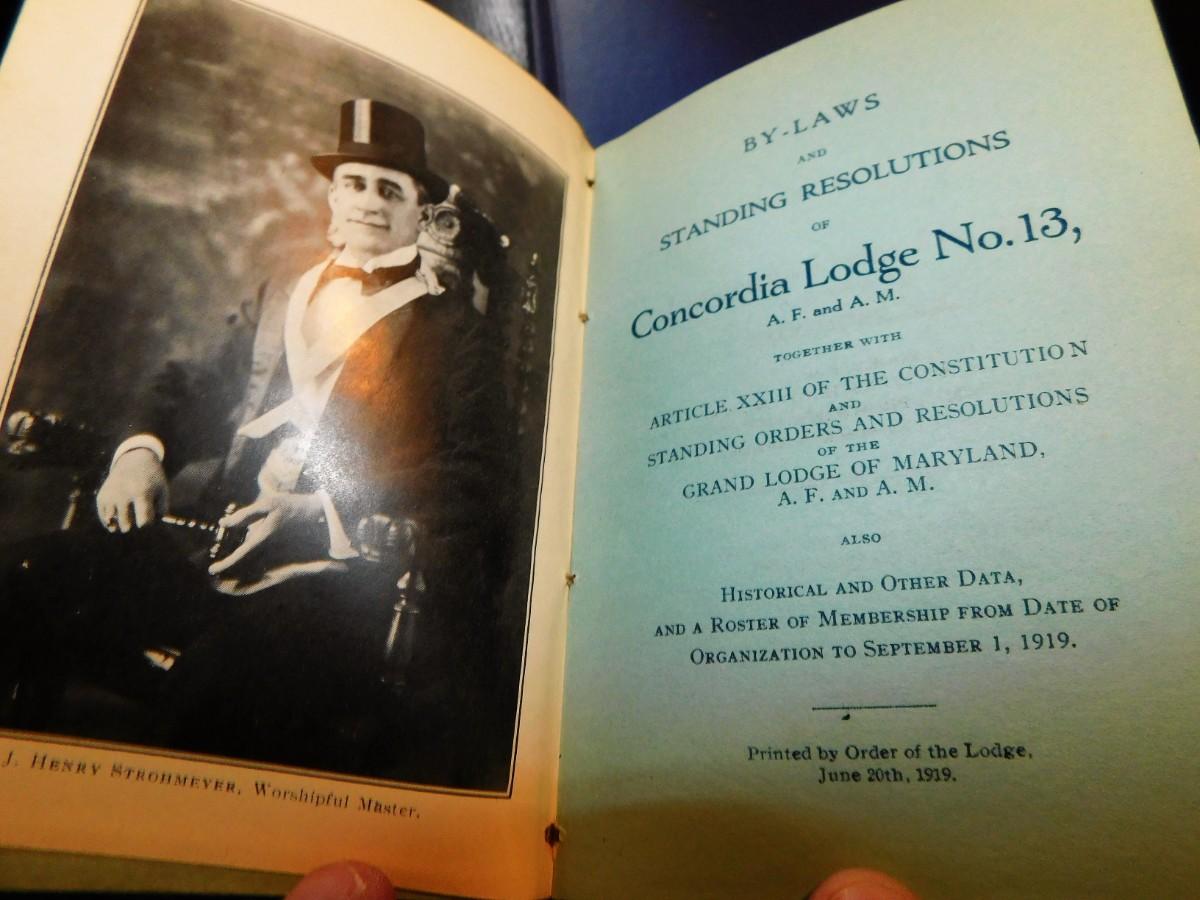 J. HENRY STROHMEYER, Worshipful Master.
BY-LAWS
AND
STANDING RESOLUTIONS
OF
Concordia Lodge No. 13,
A. F. and A. M.
TOGETHER WITH
ARTICLE XXIII OF THE CONSTITUTION
AND
STANDING ORDERS AND RESOLUTIONS
OF THE
GRAND LODGE OF MARYLAND,
A. F. AND A. M.
ALSO
HISTORICAL AND OTHER DATA,
AND A ROSTER OF MEMBERSHIP FROM DATE OF
ORGANIZATION TO SEPTEMBER 1, 1919.
Printed by Order of the Lodge,
June 20th, 1919.